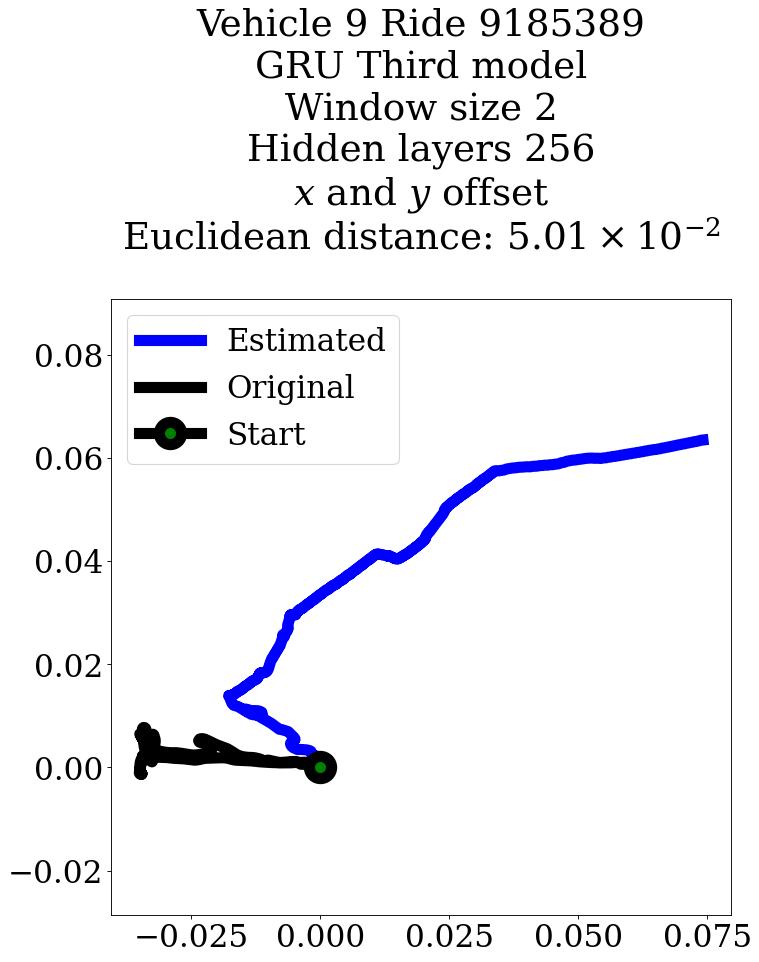 Vehicle 9 Ride 9185389
GRU Third model
Window size 2
Hidden layers 256
x and y offset
Euclidean distance: 5.01 × 10⁻²
Estimated
Original
Start
0.08
0.06
0.04
0.02
0.00
−0.02
−0.025 0.000 0.025 0.050 0.075